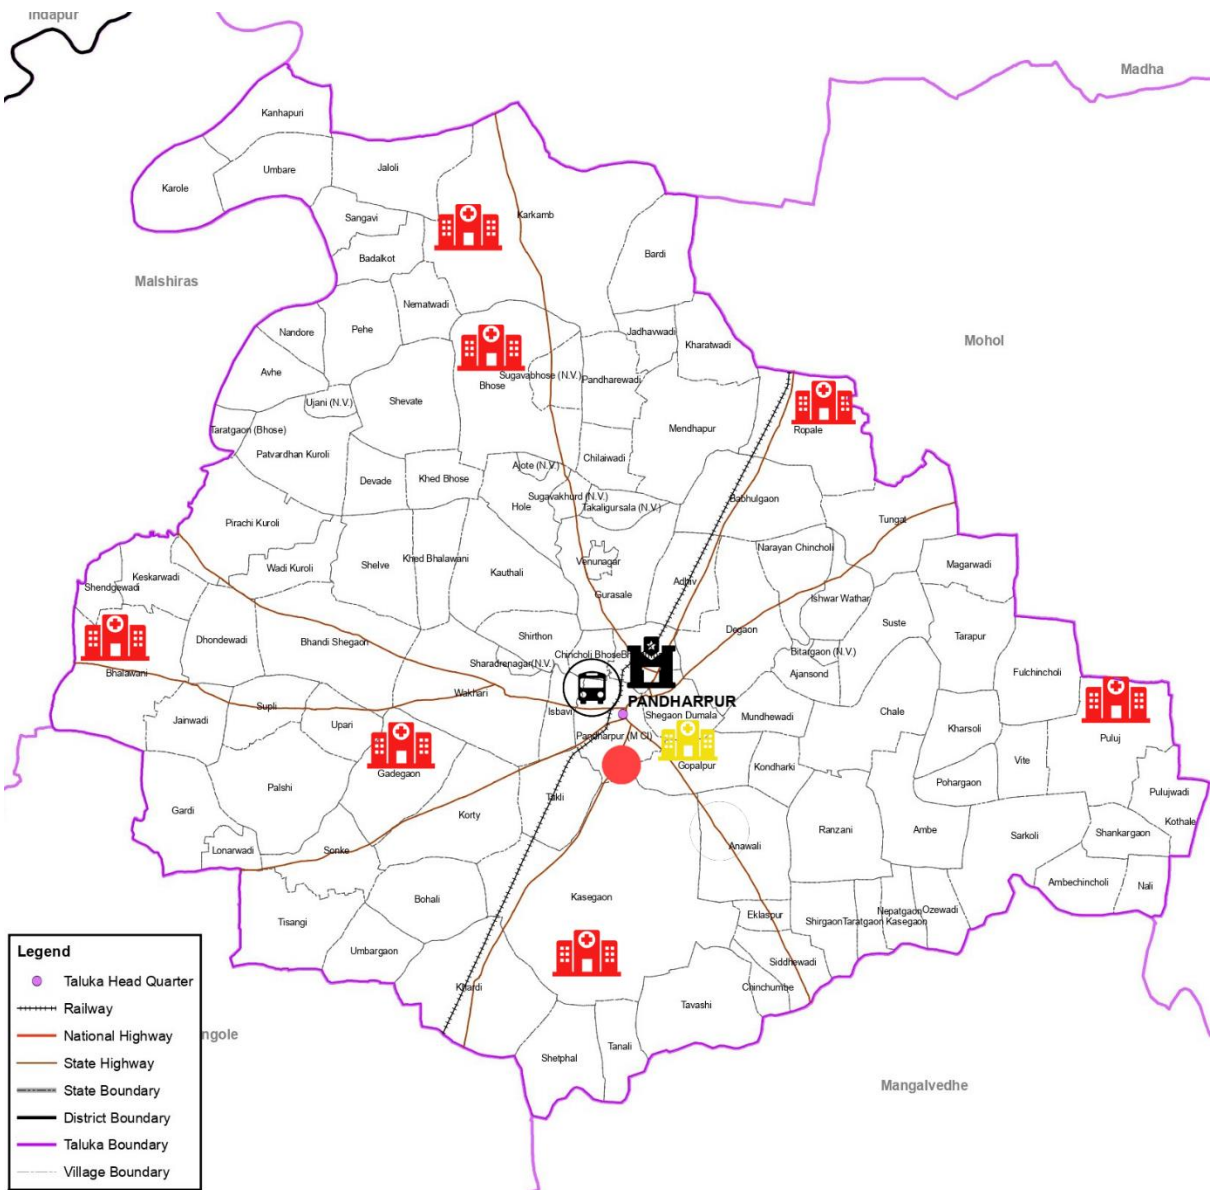 Indapur
Madha
Kanhapuri
Umbare
Jaloli
Karole
Sangavi
Karkamb
Badalkot
Bardi
Malshiras
Nematwadi
Nandore
Pehe
Jadhavwadi
Kharatwadi
Mohol
Avhe
Sugavabhose (N.V.)
Pandharewadi
Bhose
Ujani (N.V.)
Shevate
Taratgaon (Bhose)
Mendhapur
Ropale
Patvardhan Kuroli
Chilaiwadi
Ajote (N.V.)
Devade
Khed Bhose
Sugavakhurd (N.V.)
Hole
Takaligursala (N.V.)
Babhulgaon
Pirachi Kuroli
Tungat
Narayan Chincholi
Khed Bhalawani
Venunagar
Shelve
Wadi Kuroli
Kauthali
Keskarwadi
Shendgewadi
Adhiv
Magarwadi
Gurasale
Ishwar Wathar
Suste
Tarapur
Dhondewadi
Bhandi Shegaon
Shirthon
Degaon
Chincholi Bhose
Bitargaon (N.V.)
Sharadrenagar(N.V.)
Bhalawani
Ajansond
Fulchincholi
Wakhari
PANDHARPUR
Supli
Isbavi
Jainwadi
Upari
Shegaon Dumala
Mundhewadi
Chale
Kharsoli
Pandharpur (M Cl)
Puluj
Gadegaon
Gopalpur
Kondharki
Vite
Palshi
Takli
Pohargaon
Pulujwadi
Gardi
Korty
Kothale
Ranzani
Ambe
Sarkoli
Shankargaon
Lonarwadi
Sonke
Anawali
Ambechincholi
Nali
Bohali
Kasegaon
Tisangi
Eklaspur
Shirgaon
Taratgaon Kasegaon
Nepatgaon
Ozewadi
Umbargaon
Siddhewadi
Khardi
Chinchumbe
Tavashi
Shetphal
Tanali
ngole
Mangalvedhe
Legend
Taluka Head Quarter
Railway
National Highway
State Highway
State Boundary
District Boundary
Taluka Boundary
Village Boundary